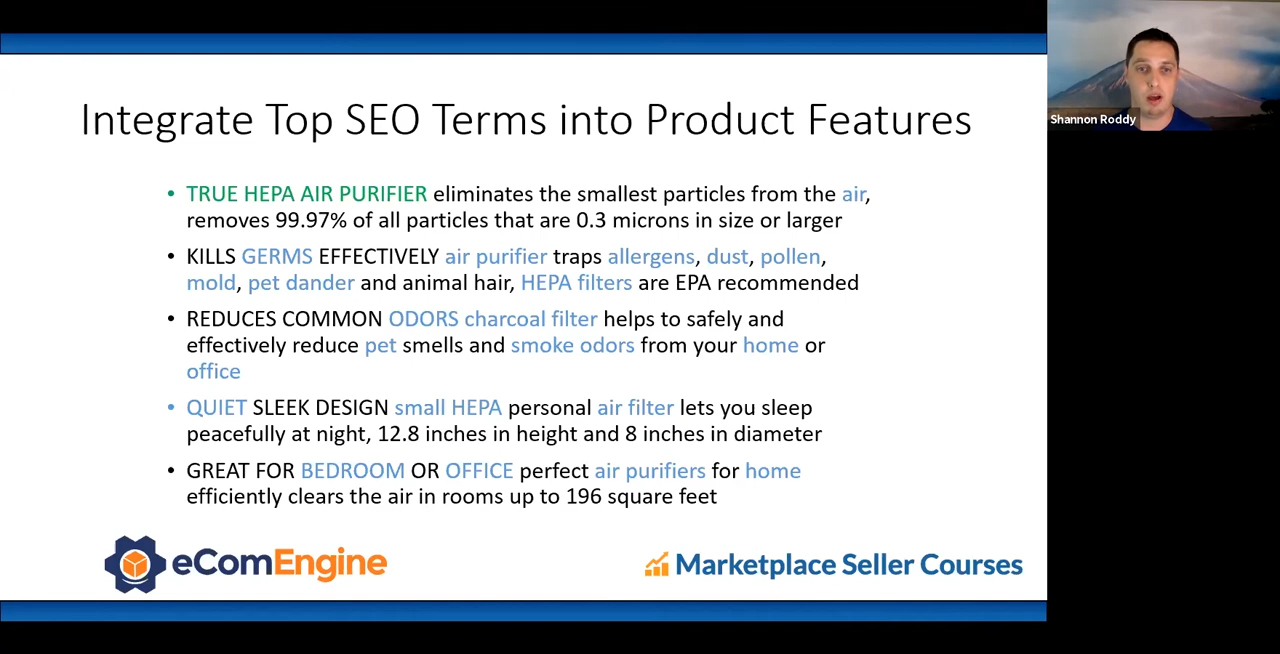 Integrate Top SEO Terms into Product Features
Shannon Roddy
• TRUE HEPA AIR PURIFIER eliminates the smallest particles from the air,
removes 99.97% of all particles that are 0.3 microns in size or larger
• KILLS GERMS EFFECTIVELY air purifier traps allergens, dust, pollen,
mold, pet dander and animal hair, HEPA filters are EPA recommended
• REDUCES COMMON ODORS charcoal filter helps to safely and
effectively reduce pet smells and smoke odors from your home or
office
• QUIET SLEEK DESIGN small HEPA personal air filter lets you sleep
peacefully at night, 12.8 inches in height and 8 inches in diameter
• GREAT FOR BEDROOM OR OFFICE perfect air purifiers for home
efficiently clears the air in rooms up to 196 square feet
eComEngine
Marketplace Seller Courses